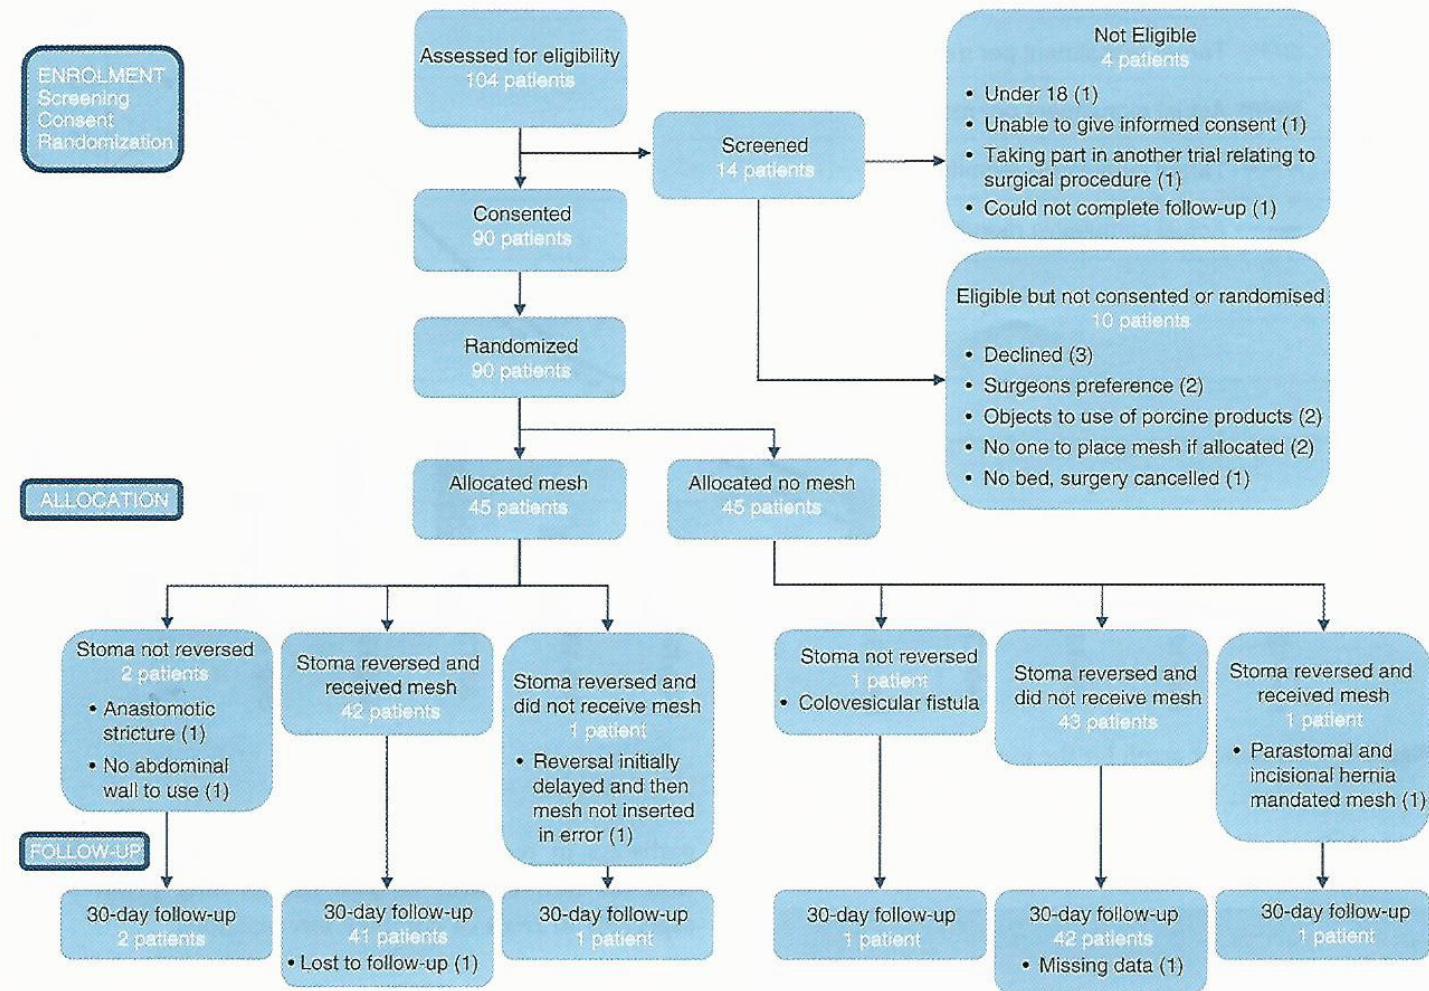 ENROLMENT
Screening
Consent
Randomization
Assessed for eligibility
104 patients
Screened
14 patients
Not Eligible
4 patients
• Under 18 (1)
• Unable to give informed consent (1)
• Taking part in another trial relating to
surgical procedure (1)
• Could not complete follow-up (1)
Consented
90 patients
Eligible but not consented or randomised
10 patients
• Declined (3)
• Surgeons preference (2)
• Objects to use of porcine products (2)
• No one to place mesh if allocated (2)
• No bed, surgery cancelled (1)
Randomized
90 patients
ALLOCATION
Allocated mesh
45 patients
Allocated no mesh
45 patients
Stoma not reversed
2 patients
• Anastomotic
stricture (1)
• No abdominal
wall to use (1)
Stoma reversed and
received mesh
42 patients
Stoma reversed and
did not receive mesh
1 patient
• Reversal initially
delayed and then
mesh not inserted
in error (1)
Stoma not reversed
1 patient
• Colovesicular fistula
Stoma reversed and
did not receive mesh
43 patients
Stoma reversed and
received mesh
1 patient
• Parastomal and
incisional hernia
mandated mesh (1)
FOLLOW-UP
30-day follow-up
2 patients
30-day follow-up
41 patients
• Lost to follow-up (1)
30-day follow-up
1 patient
30-day follow-up
1 patient
30-day follow-up
42 patients
• Missing data (1)
30-day follow-up
1 patient